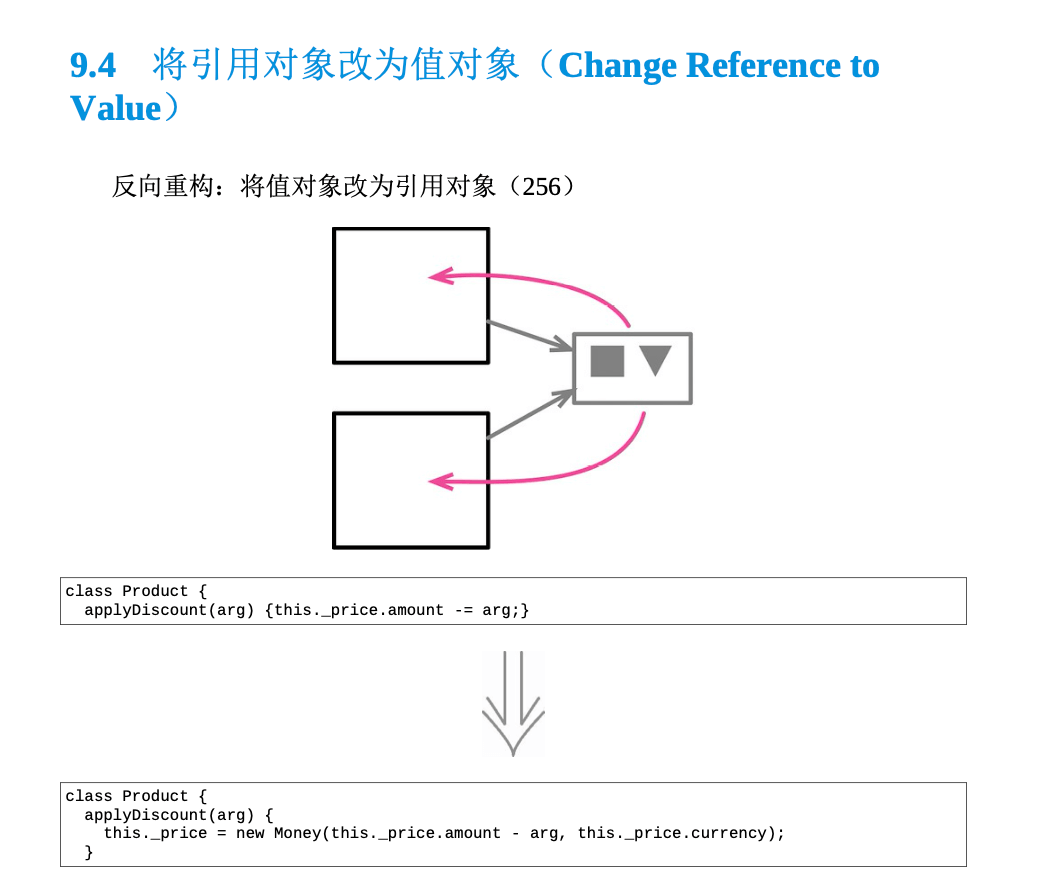 9.4 将引用对象改为值对象（Change Reference to
Value）
反向重构：将值对象改为引用对象（256）
class Product {
  applyDiscount(arg) {this._price.amount -= arg;}
class Product {
  applyDiscount(arg) {
    this._price = new Money(this._price.amount - arg, this._price.currency);
  }